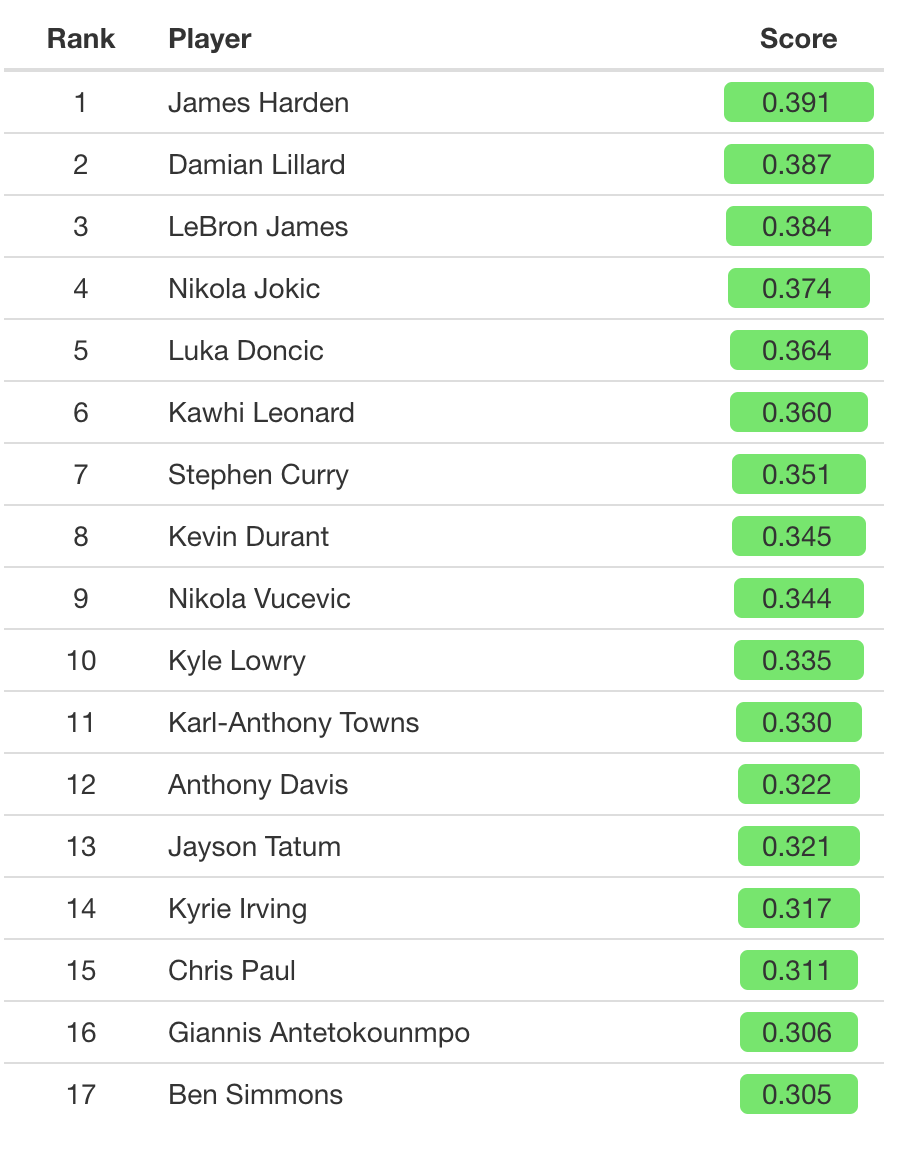 Rank Player Score
1 James Harden 0.391
2 Damian Lillard 0.387
3 LeBron James 0.384
4 Nikola Jokic 0.374
5 Luka Doncic 0.364
6 Kawhi Leonard 0.360
7 Stephen Curry 0.351
8 Kevin Durant 0.345
9 Nikola Vucevic 0.344
10 Kyle Lowry 0.335
11 Karl-Anthony Towns 0.330
12 Anthony Davis 0.322
13 Jayson Tatum 0.321
14 Kyrie Irving 0.317
15 Chris Paul 0.311
16 Giannis Antetokounmpo 0.306
17 Ben Simmons 0.305